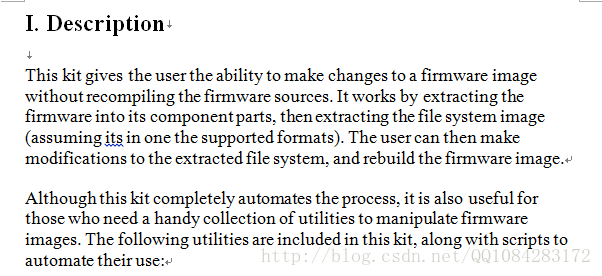 I. Description
This kit gives the user the ability to make changes to a firmware image
without recompiling the firmware sources. It works by extracting the
firmware into its component parts, then extracting the file system image
(assuming its in one the supported formats). The user can then make
modifications to the extracted file system, and rebuild the firmware image.
Although this kit completely automates the process, it is also useful for
those who need a handy collection of utilities to manipulate firmware
images. The following utilities are included in this kit, along with scripts to
automate their use:
http://blog.csdn.net/QQ1084283172